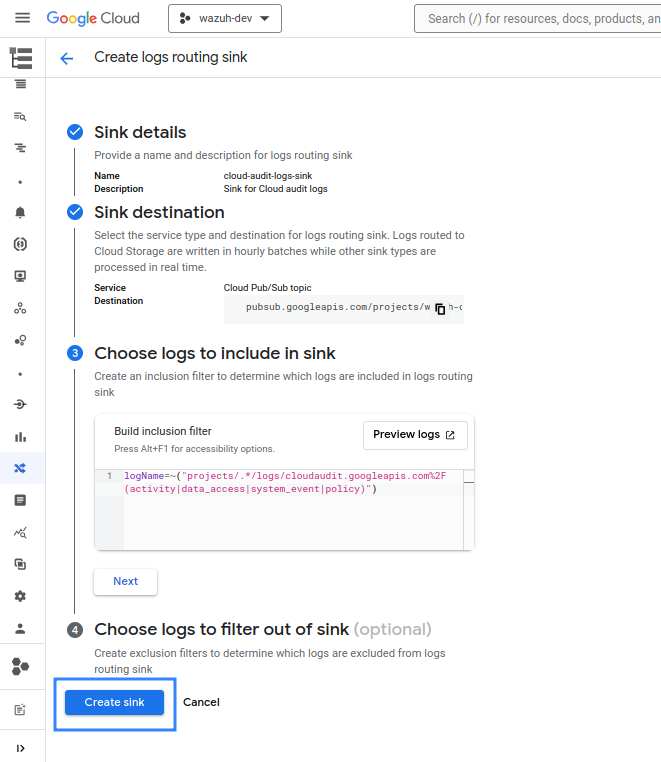 Google Cloud
wazuh-dev
Search (/) for resources, docs, products, an
Create logs routing sink
Sink details
Provide a name and description for logs routing sink
Name cloud-audit-logs-sink
Description Sink for Cloud audit logs
Sink destination
Select the service type and destination for logs routing sink. Logs routed to
Cloud Storage are written in hourly batches while other sink types are
processed in real time.
Service Cloud Pub/Sub topic
Destination
pubsub.googleapis.com/projects/w h-c
3 Choose logs to include in sink
Create an inclusion filter to determine which logs are included in logs routing
sink
Build inclusion filter
Press Alt+F1 for accessibility options.
Preview logs
1 logName=~("projects/.*/logs/cloudaudit.googleapis.com%2F
(activity|data_access|system_event|policy)")
Next
4 Choose logs to filter out of sink (optional)
Create exclusion filters to determine which logs are excluded from logs
routing sink
Create sink Cancel